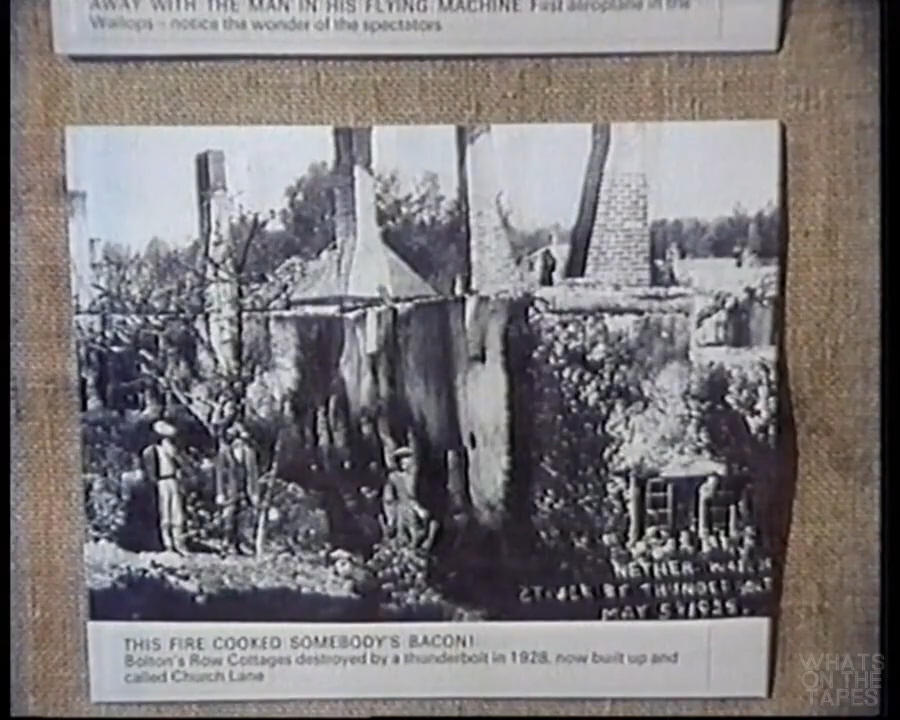 AWAY WITH THE MAN IN HIS FLYING MACHINE First aeroplane in the
Wallops – notice the wonder of the spectators
NETHER
STRUCK BY THUNDERBOLT
MAY
THIS FIRE COOKED SOMEBODY'S BACON!
Bolton's Row Cottages destroyed by a thunderbolt in 1928, now built up and
called Church Lane
WHATS
ON THE
TAPES